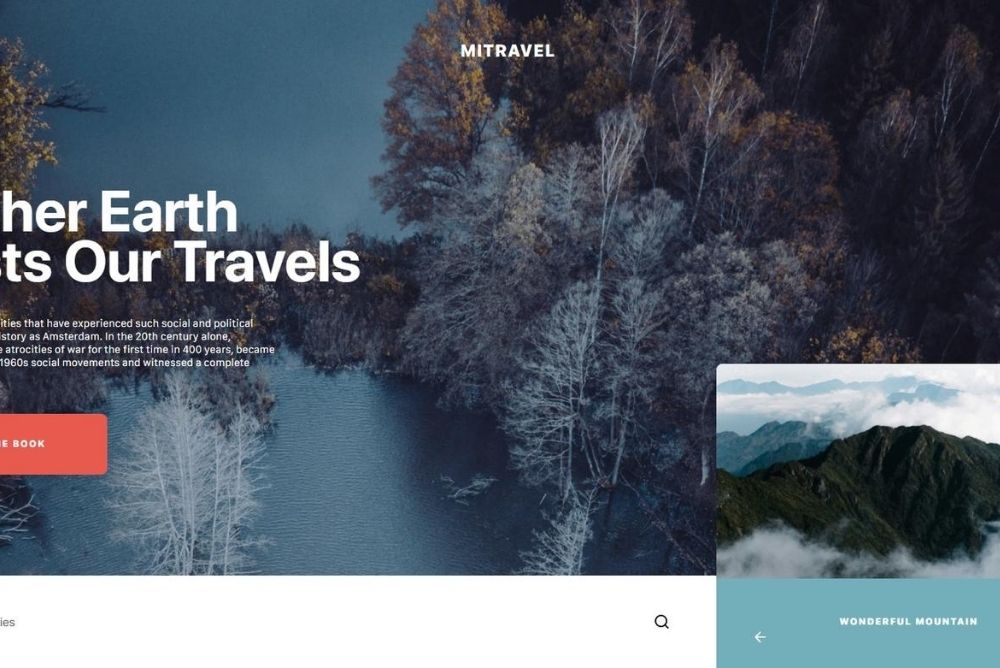 MITRAVEL
her Earth
ts Our Travels
ities that have experienced such social and political
istory as Amsterdam. In the 20th century alone,
e atrocities of war for the first time in 400 years, became
1960s social movements and witnessed a complete
E BOOK
ies
WONDERFUL MOUNTAIN